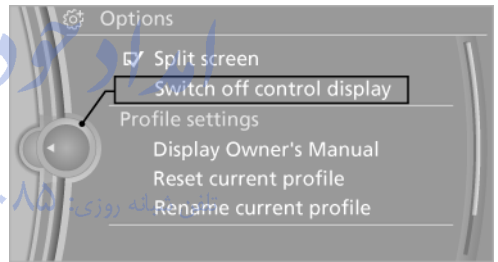 Options
Split screen
Switch off control display
Profile settings
Display Owner's Manual
Reset current profile
Rename current profile